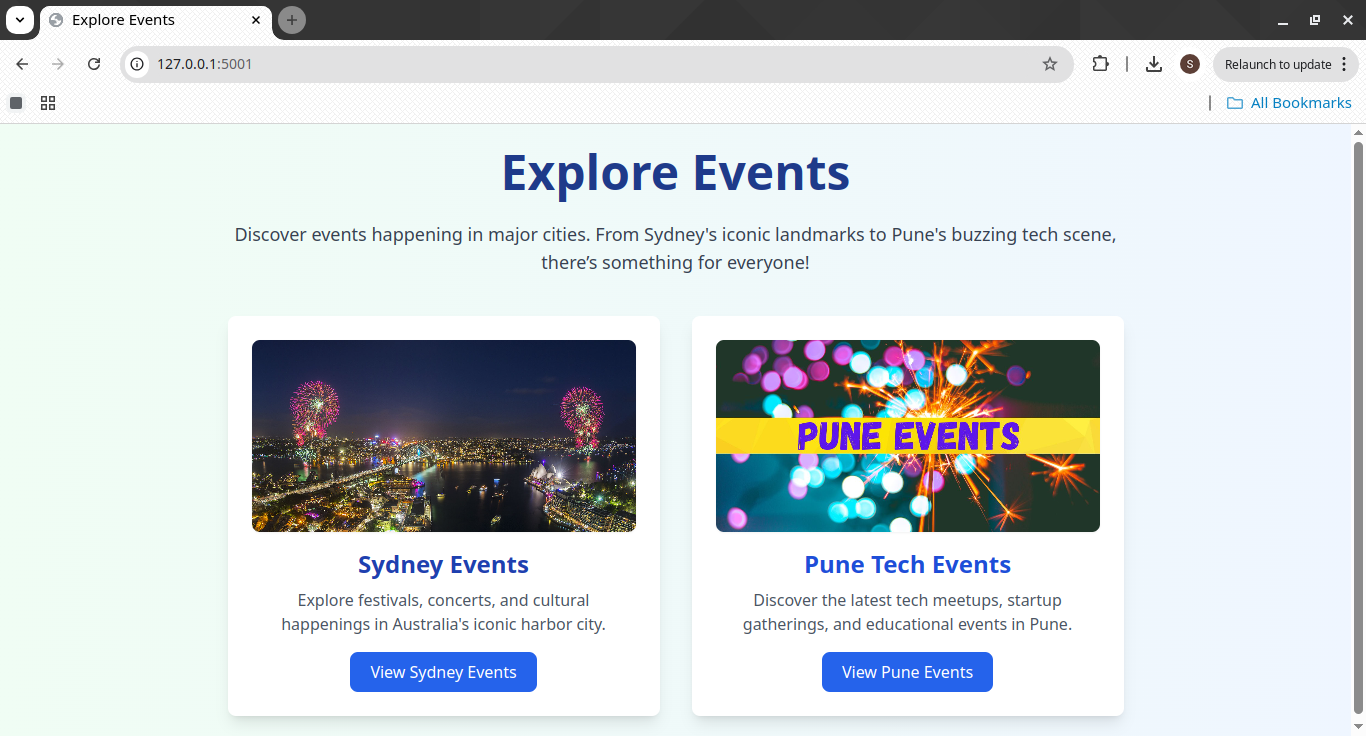 Explore Events
127.0.0.1:5001
S
Relaunch to update
All Bookmarks
Explore Events
Discover events happening in major cities. From Sydney's iconic landmarks to Pune's buzzing tech scene,
there’s something for everyone!
PUNE EVENTS
Sydney Events
Explore festivals, concerts, and cultural
happenings in Australia's iconic harbor city.
View Sydney Events
Pune Tech Events
Discover the latest tech meetups, startup
gatherings, and educational events in Pune.
View Pune Events